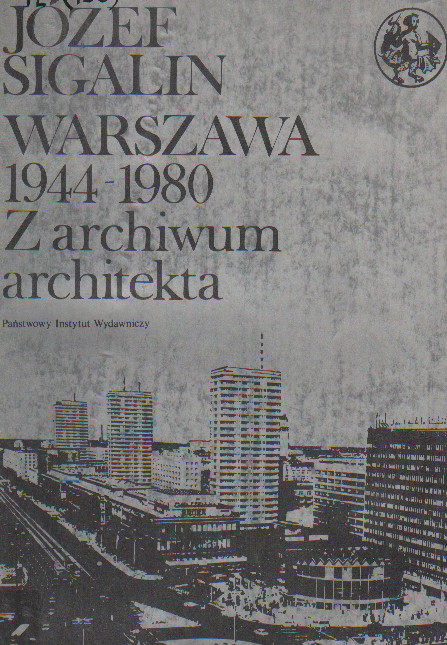 JÓZEF
SIGALIN
WARSZAWA
1944-1980
Z archiwum
architekta
Państwowy Instytut Wydawniczy